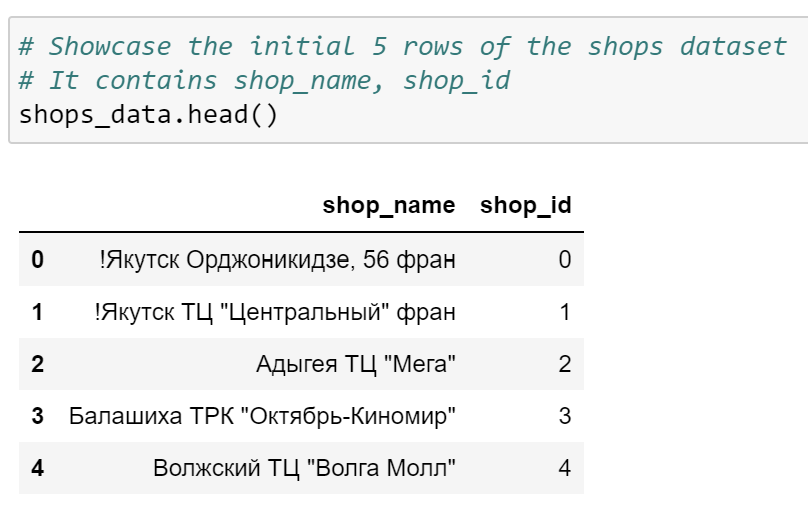 # Showcase the initial 5 rows of the shops dataset
# It contains shop_name, shop_id
shops_data.head()
shop_name shop_id
0 !Якутск Орджоникидзе, 56 фран 0
1 !Якутск ТЦ "Центральный" фран 1
2 Адыгея ТЦ "Мега" 2
3 Балашиха ТРК "Октябрь-Киномир" 3
4 Волжский ТЦ "Волга Молл" 4